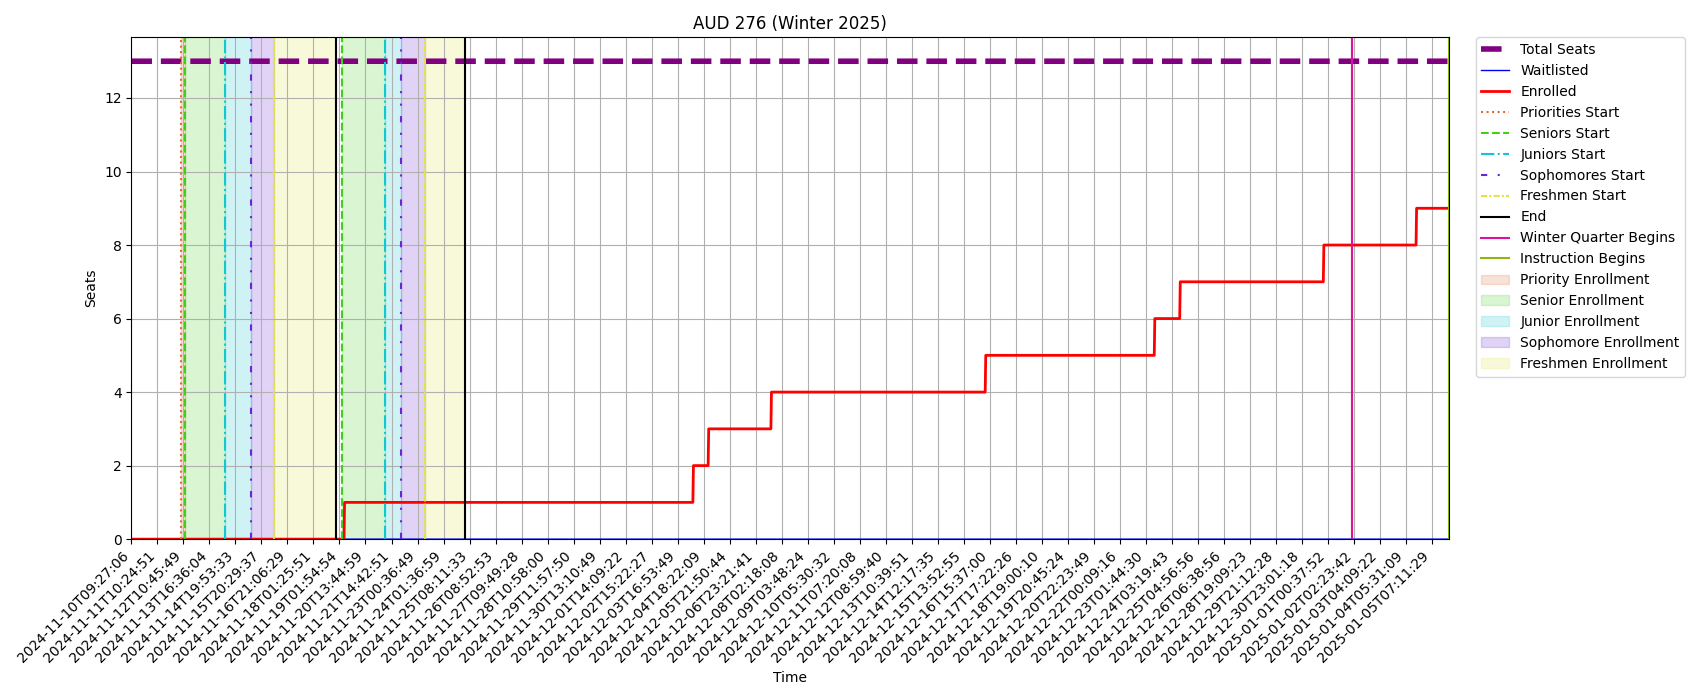 AUD 276 (Winter 2025)
Seats
12
10
8
6
4
2
0
2024-11-10T09:27:06
2024-11-11T10:24:51
2024-11-12T10:45:49
2024-11-13T16:36:04
2024-11-14T19:53:33
2024-11-15T20:29:37
2024-11-16T21:06:29
2024-11-18T01:25:51
2024-11-19T01:54:54
2024-11-20T13:44:59
2024-11-21T14:42:51
2024-11-23T00:36:49
2024-11-24T01:36:59
2024-11-25T08:11:33
2024-11-26T08:52:53
2024-11-27T09:49:28
2024-11-28T10:58:00
2024-11-29T11:57:50
2024-11-30T13:10:49
2024-12-01T14:09:22
2024-12-02T15:22:27
2024-12-03T16:53:49
2024-12-04T18:22:09
2024-12-05T21:50:44
2024-12-06T23:21:41
2024-12-08T02:18:08
2024-12-09T03:48:24
2024-12-10T05:30:32
2024-12-11T07:20:08
2024-12-12T08:59:40
2024-12-13T10:39:51
2024-12-14T12:17:35
2024-12-15T13:52:55
2024-12-16T15:37:00
2024-12-17T17:22:26
2024-12-18T19:00:10
2024-12-19T20:45:24
2024-12-20T22:23:49
2024-12-22T00:09:16
2024-12-23T01:44:30
2024-12-24T03:19:43
2024-12-25T04:56:56
2024-12-26T06:38:56
2024-12-28T19:09:23
2024-12-29T21:12:28
2024-12-30T23:01:18
2025-01-01T00:37:52
2025-01-02T02:23:42
2025-01-03T04:09:22
2025-01-04T05:31:09
2025-01-05T07:11:29
Time
Total Seats
Waitlisted
Enrolled
Priorities Start
Seniors Start
Juniors Start
Sophomores Start
Freshmen Start
End
Winter Quarter Begins
Instruction Begins
Priority Enrollment
Senior Enrollment
Junior Enrollment
Sophomore Enrollment
Freshmen Enrollment